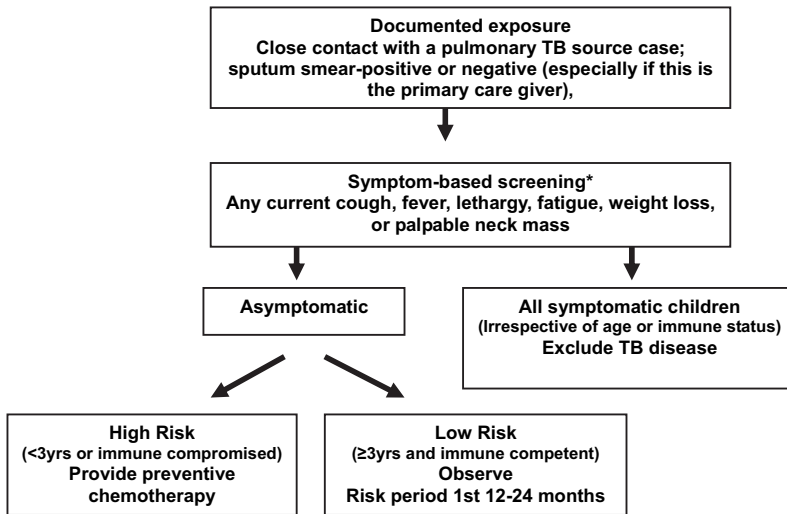 Documented exposure
Close contact with a pulmonary TB source case;
sputum smear-positive or negative (especially if this is
the primary care giver),
Symptom-based screening*
Any current cough, fever, lethargy, fatigue, weight loss,
or palpable neck mass
Asymptomatic
All symptomatic children
(Irrespective of age or immune status)
Exclude TB disease
High Risk
(<3yrs or immune compromised)
Provide preventive
chemotherapy
Low Risk
(≥3yrs and immune competent)
Observe
Risk period 1st 12-24 months